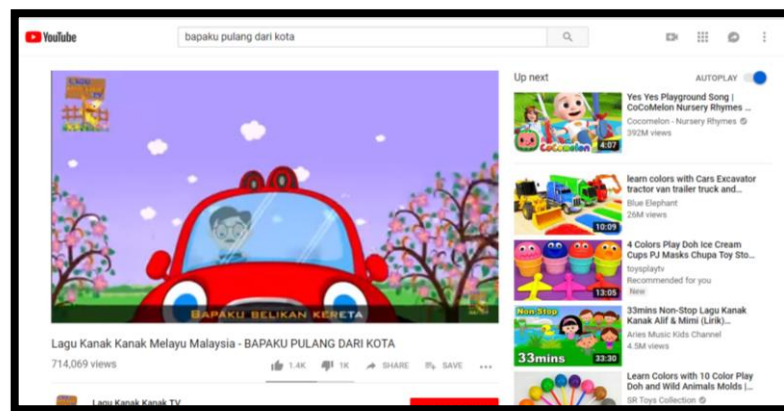 YouTube
bapaku pulang dari kota
Up next
AUTOPLAY
BAPAKU BELIKAN KERETA
Lagu Kanak Kanak Melayu Malaysia - BAPAKU PULANG DARI KOTA
714,069 views
1.4K
1K
SHARE
SAVE
Lagu Kanak Kanak TV
CoComelon
4:07
Yes Yes Playground Song |
CoCoMelon Nursery Rhymes ...
Cocomelon - Nursery Rhymes
392M views
10:09
learn colors with Cars Excavator
tractor van trailer truck and...
Blue Elephant
26M views
13:05
4 Colors Play Doh Ice Cream
Cups PJ Masks Chupa Toy Sto...
toysplaytv
Recommended for you
New
Non-Stop
33mins
33:30
33mins Non-Stop Lagu Kanak
Kanak Alif & Mimi (Lirik)...
Aries Music Kids Channel
4.5M views
Learn Colors with 10 Color Play
Doh and Wild Animals Molds |...
SR Toys Collection